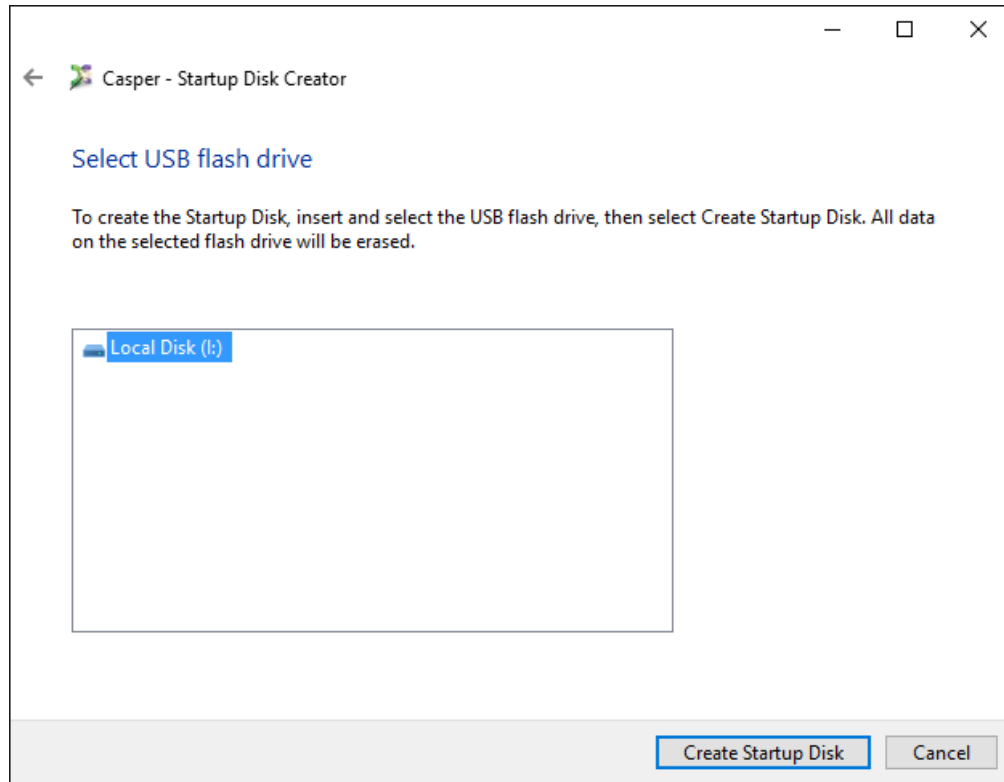 Casper - Startup Disk Creator
Select USB flash drive
To create the Startup Disk, insert and select the USB flash drive, then select Create Startup Disk. All data
on the selected flash drive will be erased.
Local Disk (I:)
Create Startup Disk
Cancel